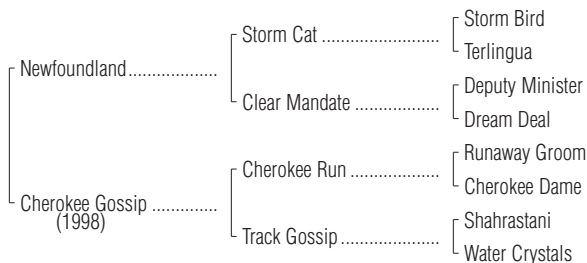 Storm Bird
Storm Cat ........................
Terlingua
Newfoundland..................
Deputy Minister
Clear Mandate .................
Dream Deal
Runaway Groom
Cherokee Run ..................
Cherokee Dame
Cherokee Gossip .............
(1998)
Shahrastani
Track Gossip ...................
Water Crystals